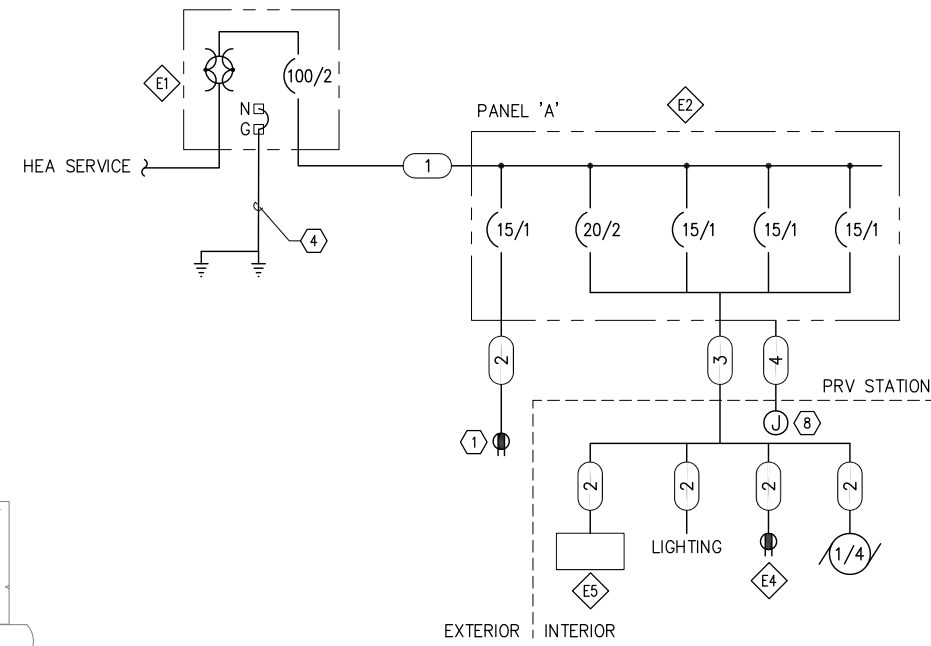 E1
100/2
N
G
HEA SERVICE
1
4
PANEL 'A'
E2
15/1
20/2
15/1
15/1
15/1
2
3
4
PRV STATION
1
J
8
2
2
2
2
LIGHTING
1/4
E5
E4
EXTERIOR
INTERIOR